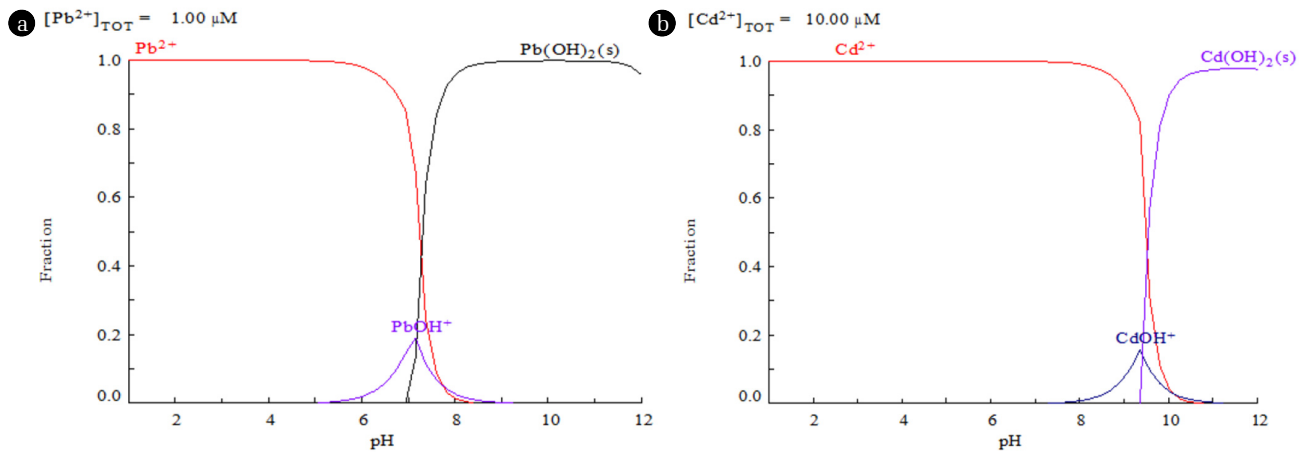 a [Pb²⁺]TOT = 1.00 µM
Pb²⁺
Pb(OH)₂(s)
PbOH⁺
1.0
0.8
0.6
0.4
0.2
0.0
Fraction
2 4 6 8 10 12
pH
b [Cd²⁺]TOT = 10.00 µM
Cd²⁺
Cd(OH)₂(s)
CdOH⁺
1.0
0.8
0.6
0.4
0.2
0.0
Fraction
2 4 6 8 10 12
pH